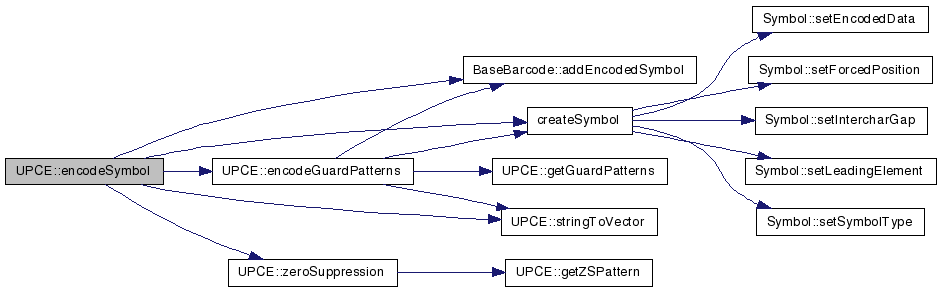 UPCE::encodeSymbol
UPCE::encodeGuardPatterns
UPCE::zeroSuppression
BaseBarcode::addEncodedSymbol
createSymbol
UPCE::getGuardPatterns
UPCE::stringToVector
UPCE::getZSPattern
Symbol::setEncodedData
Symbol::setForcedPosition
Symbol::setIntercharGap
Symbol::setLeadingElement
Symbol::setSymbolType